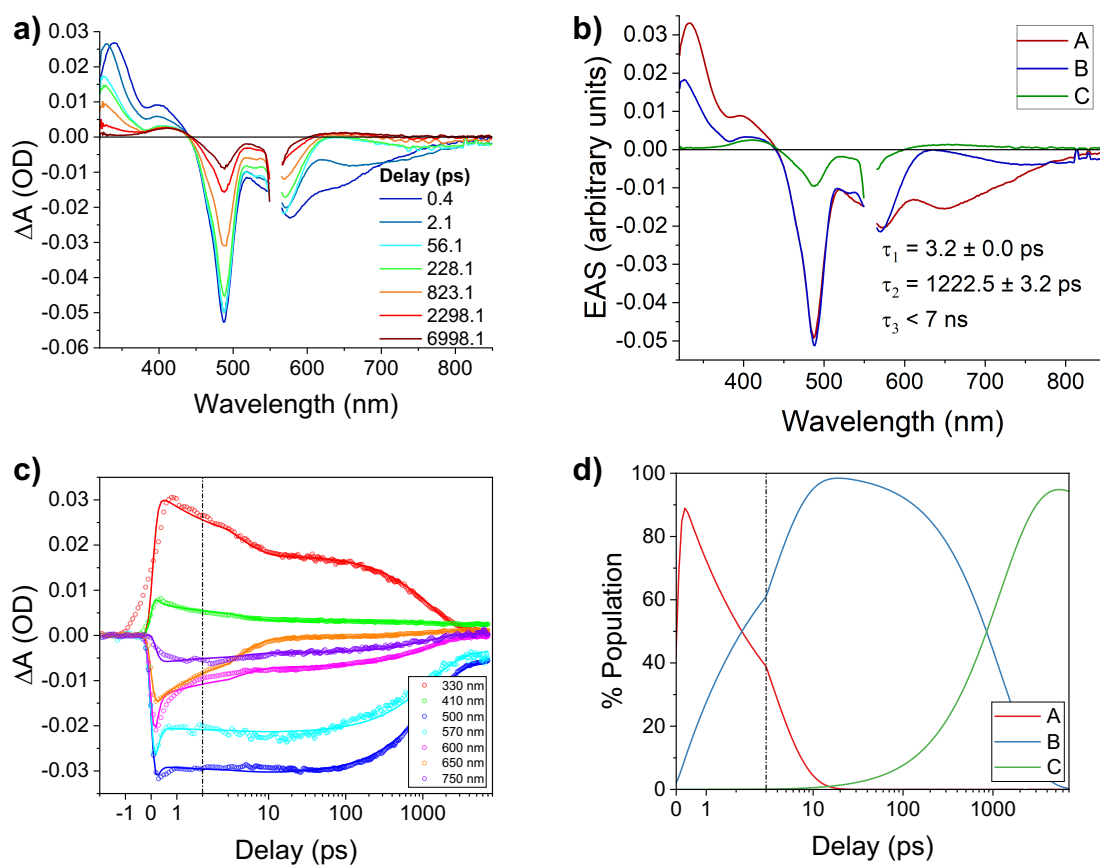 a)
ΔA (OD)
0.03
0.02
0.01
0.00
-0.01
-0.02
-0.03
-0.04
-0.05
-0.06
400
500
600
700
800
Wavelength (nm)
Delay (ps)
0.4
2.1
56.1
228.1
823.1
2298.1
6998.1
b)
EAS (arbitrary units)
0.03
0.02
0.01
0.00
-0.01
-0.02
-0.03
-0.04
-0.05
400
500
600
700
800
Wavelength (nm)
A
B
C
τ1 = 3.2 ± 0.0 ps
τ2 = 1222.5 ± 3.2 ps
τ3 < 7 ns
c)
ΔA (OD)
0.03
0.02
0.01
0.00
-0.01
-0.02
-0.03
-1
0
1
10
100
1000
Delay (ps)
330 nm
410 nm
500 nm
570 nm
600 nm
650 nm
750 nm
d)
% Population
100
80
60
40
20
0
0
1
10
100
1000
Delay (ps)
A
B
C